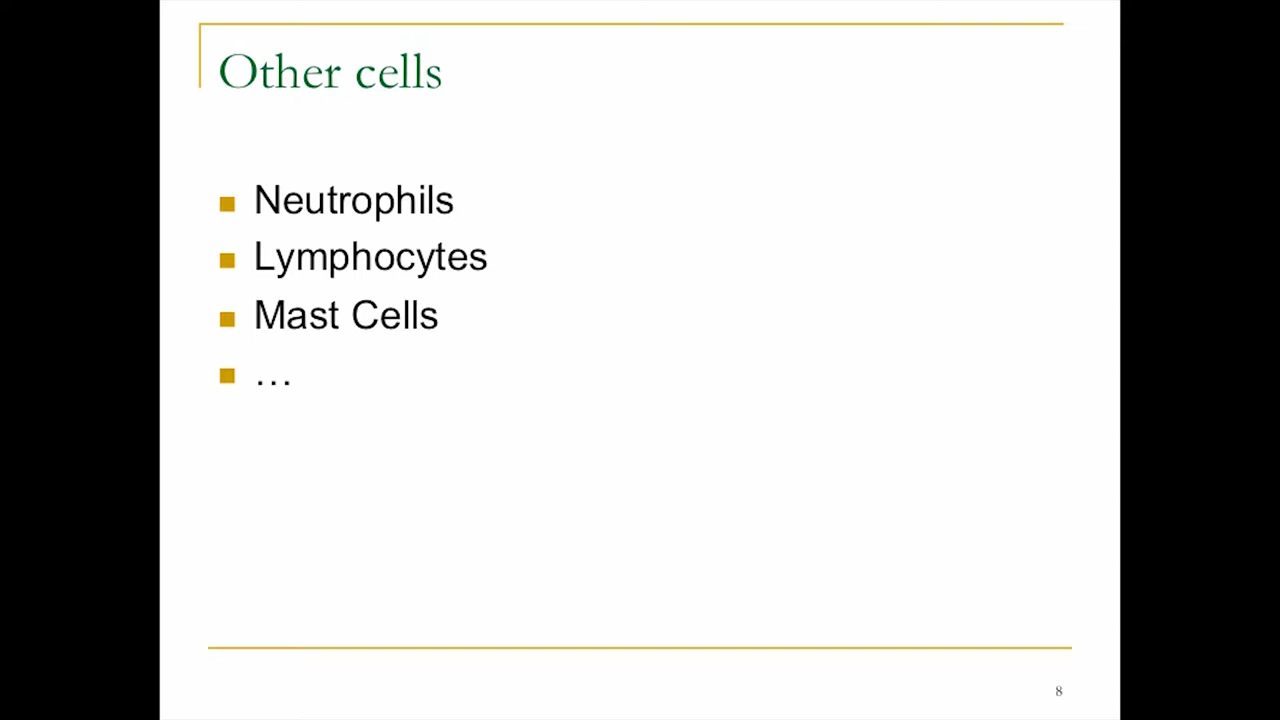 Other cells
Neutrophils
Lymphocytes
Mast Cells
…
8